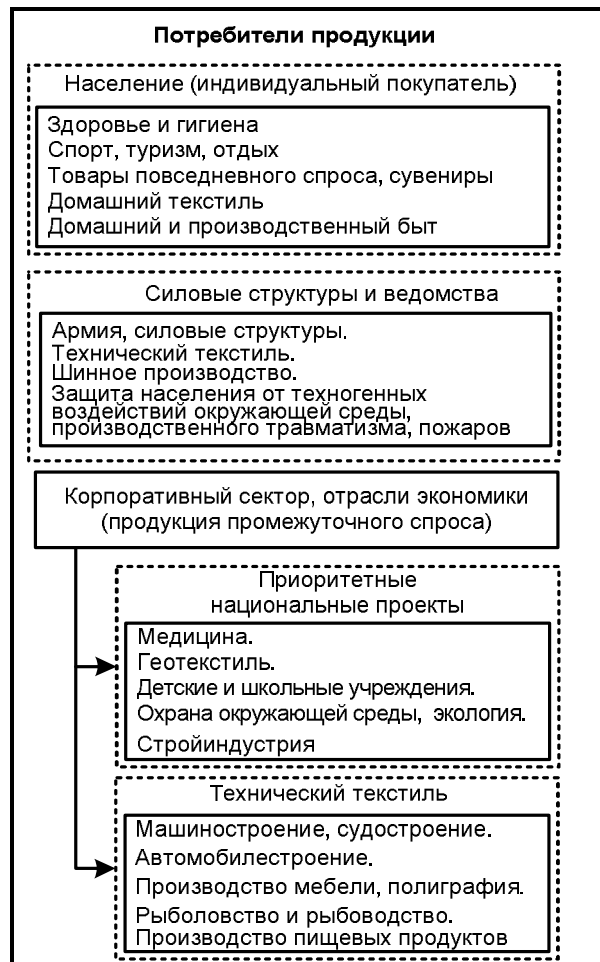 Потребители продукции
Население (индивидуальный покупатель)
Здоровье и гигиена
Спорт, туризм, отдых
Товары повседневного спроса, сувениры
Домашний текстиль
Домашний и производственный быт
Силовые структуры и ведомства
Армия, силовые структуры.
Технический текстиль.
Шинное производство.
Защита населения от техногенных
воздействий окружающей среды,
производственного травматизма, пожаров
Корпоративный сектор, отрасли экономики
(продукция промежуточного спроса)
Приоритетные
национальные проекты
Медицина.
Геотекстиль.
Детские и школьные учреждения.
Охрана окружающей среды, экология.
Стройиндустрия
Технический текстиль
Машиностроение, судостроение.
Автомобилестроение.
Производство мебели, полиграфия.
Рыболовство и рыбоводство.
Производство пищевых продуктов